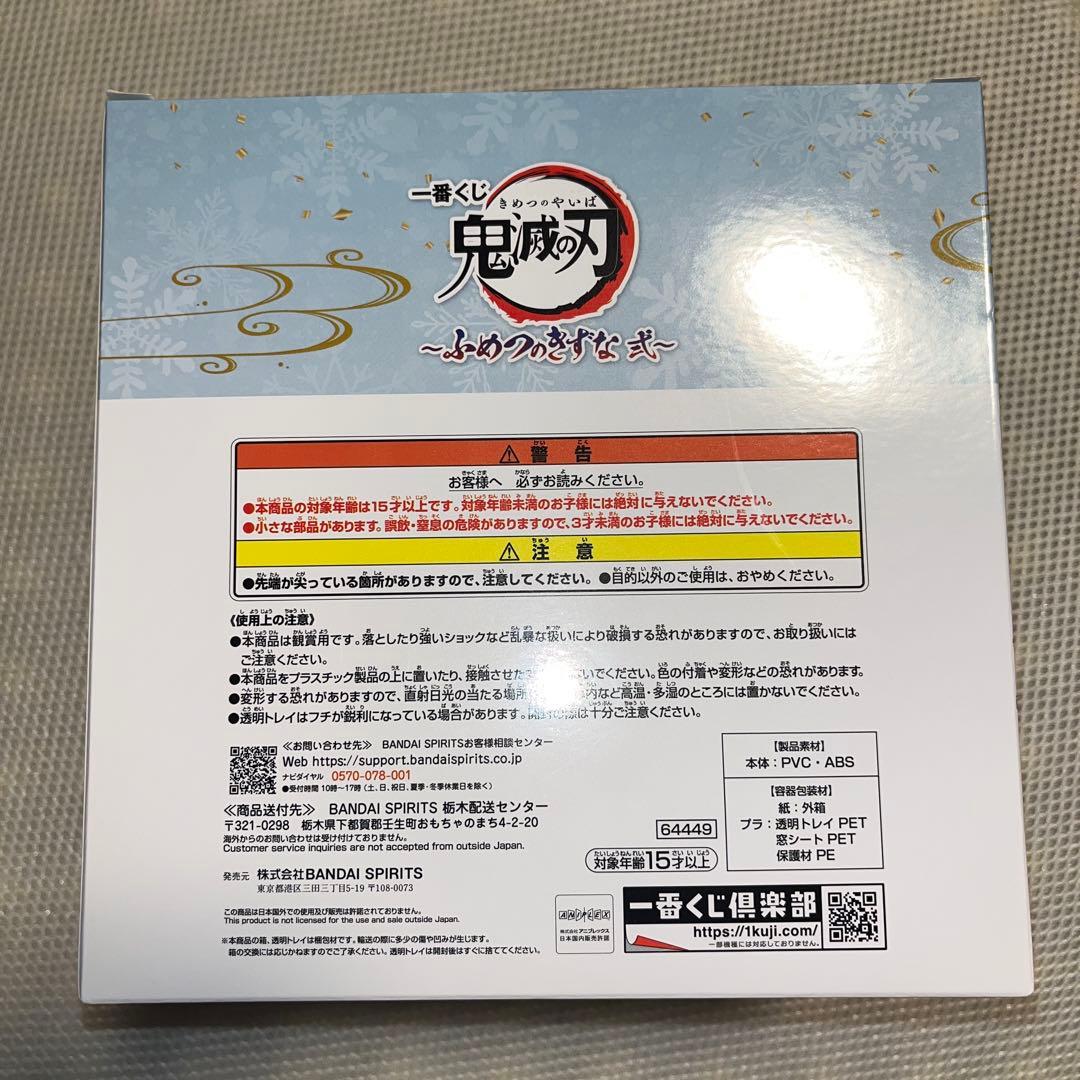 一番くじ
きめつのやいば
鬼滅の刃
～ふめつのきずな 弐～
⚠ 警告
お客様へ 必ずお読みください。
●本商品の対象年齢は15才以上です。対象年齢未満のお子様には絶対に与えないでください。
●小さな部品があります。誤飲・窒息の危険がありますので、3才未満のお子様には絶対に与えないでください。
⚠ 注意
●先端が尖っている箇所がありますので、注意してください。 ●目的以外のご使用は、おやめください。
《使用上の注意》
●本商品は観賞用です。落としたり強いショックなど乱暴な扱いにより破損する恐れがありますので、お取り扱いには
ご注意ください。
●本商品をプラスチック製品の上に置いたり、接触させた ないでください。色の付着や変形などの恐れがあります。
●変形する恐れがありますので、直射日光の当たる場所 内など高温・多湿のところには置かないでください。
●透明トレイはフチが鋭利になっている場合があります。開封の際は十分ご注意ください。
≪お問い合わせ先≫ BANDAI SPIRITSお客様相談センター
Web https://support.bandaispirits.co.jp
ナビダイヤル 0570-078-001
●受付時間 10時～17時（土、日、祝日、夏季・冬季休業日を除く）
≪商品送付先≫ BANDAI SPIRITS 栃木配送センター
〒321-0298 栃木県下都賀郡壬生町おもちゃのまち4-2-20
海外からのお問い合わせは受け付けておりません。
Customer service inquiries are not accepted from outside Japan.
発売元 株式会社BANDAI SPIRITS
東京都港区三田三丁目5-19 〒108-0073
この商品は日本国外での使用及び販売は許諾されておりません。
This product is not licensed for the use and sale outside Japan.
※本商品の箱、透明トレイは梱包材です。輸送の際に多少の傷や凹みが生じます。
箱の交換には応じかねますのでご了承ください。透明トレイは開封後はすぐに捨ててください。
【製品素材】
本体：PVC・ABS
【容器包装材】
紙：外箱
プラ：透明トレイ PET
窓シート PET
保護材 PE
64449
対象年齢15才以上
ANIPLEX
株式会社 アニプレックス
日本国内販売許諾
一番くじ倶楽部
https://1kuji.com/
一部機種には対応しておりません。